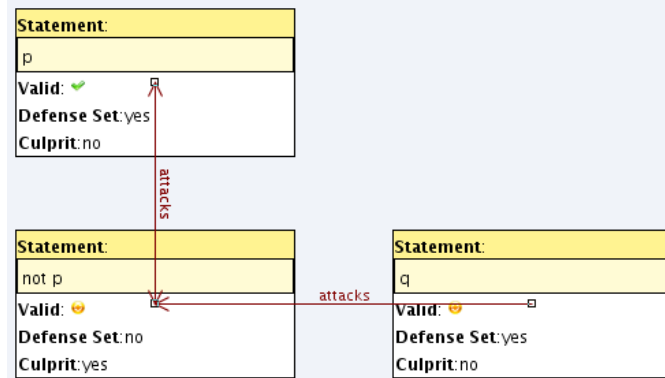 Statement:
p
Valid:
Defense Set:yes
Culprit:no
attacks
Statement:
not p
Valid:
Defense Set:no
Culprit:yes
attacks
Statement:
q
Valid:
Defense Set:yes
Culprit:no